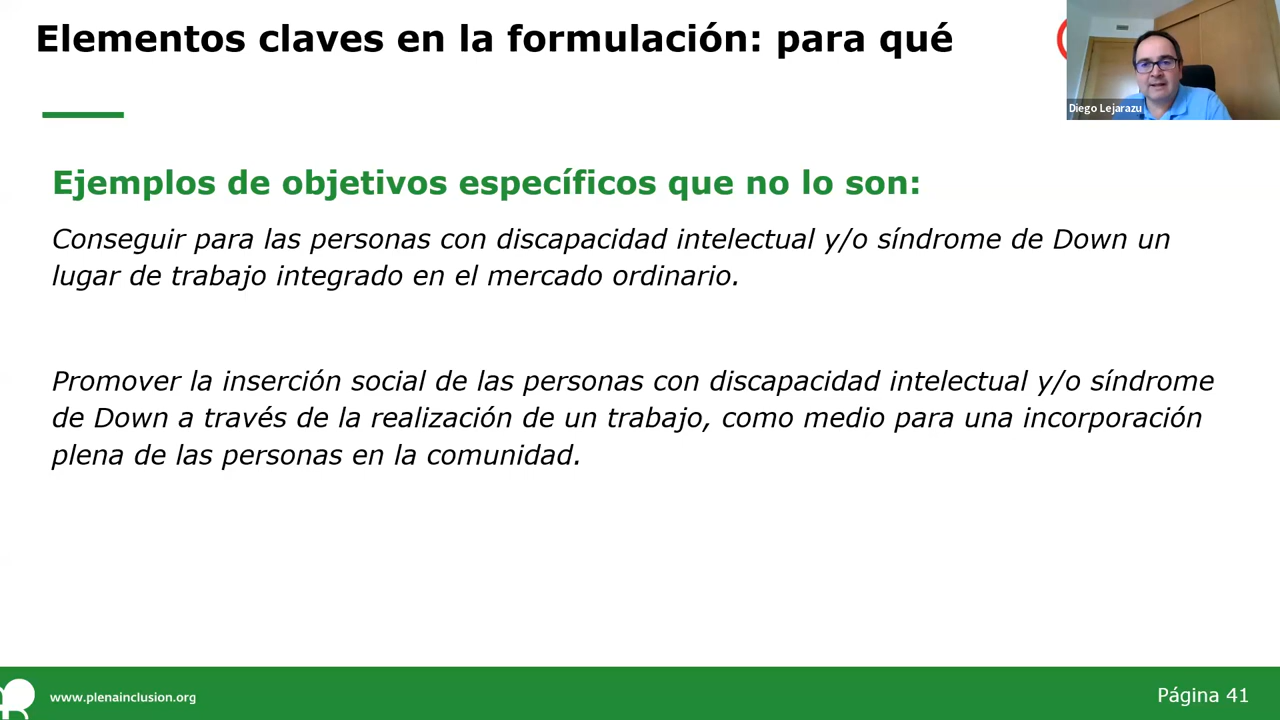 Elementos claves en la formulación: para qué
Diego Lejarazu
Ejemplos de objetivos específicos que no lo son:
Conseguir para las personas con discapacidad intelectual y/o síndrome de Down un
lugar de trabajo integrado en el mercado ordinario.
Promover la inserción social de las personas con discapacidad intelectual y/o síndrome
de Down a través de la realización de un trabajo, como medio para una incorporación
plena de las personas en la comunidad.
www.plenainclusion.org
Página 41